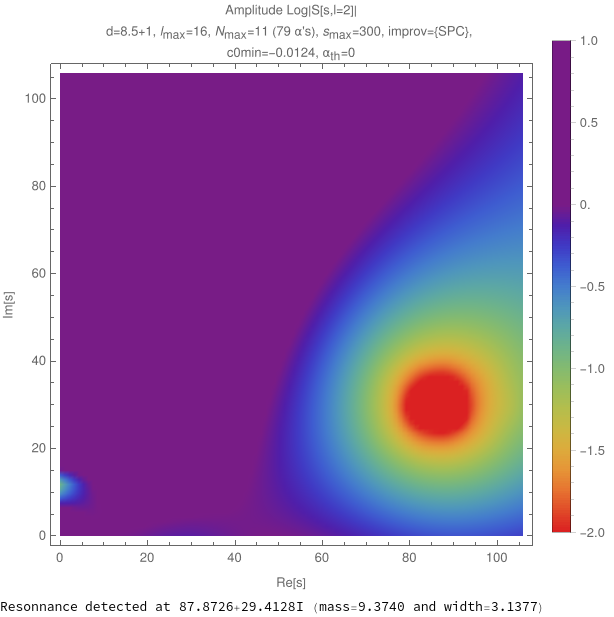 Amplitude Log|S[s,l=2]|
d=8.5+1, lmax=16, Nmax=11 (79 α's), smax=300, improv={SPC},
c0min=−0.0124, αth=0
Im[s]
100
80
60
40
20
0
0 20 40 60 80 100
Re[s]
1.0
0.5
0.
−0.5
−1.0
−1.5
−2.0
Resonnance detected at 87.8726+29.4128I (mass=9.3740 and width=3.1377)